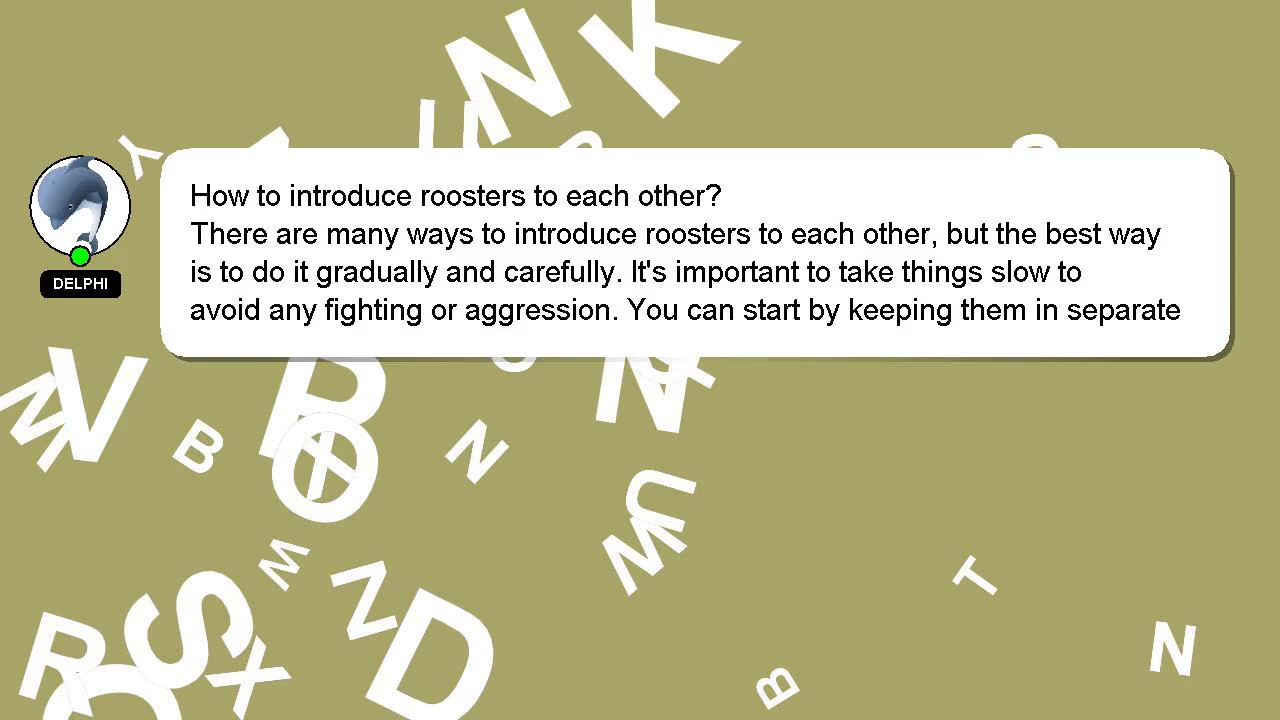 How to introduce roosters to each other?
There are many ways to introduce roosters to each other, but the best way
is to do it gradually and carefully. It's important to take things slow to
avoid any fighting or aggression. You can start by keeping them in separate
DELPHI
N
K
Y
V
B
N
O
X
M
N
S
D
R
X
U
W
T
N
B